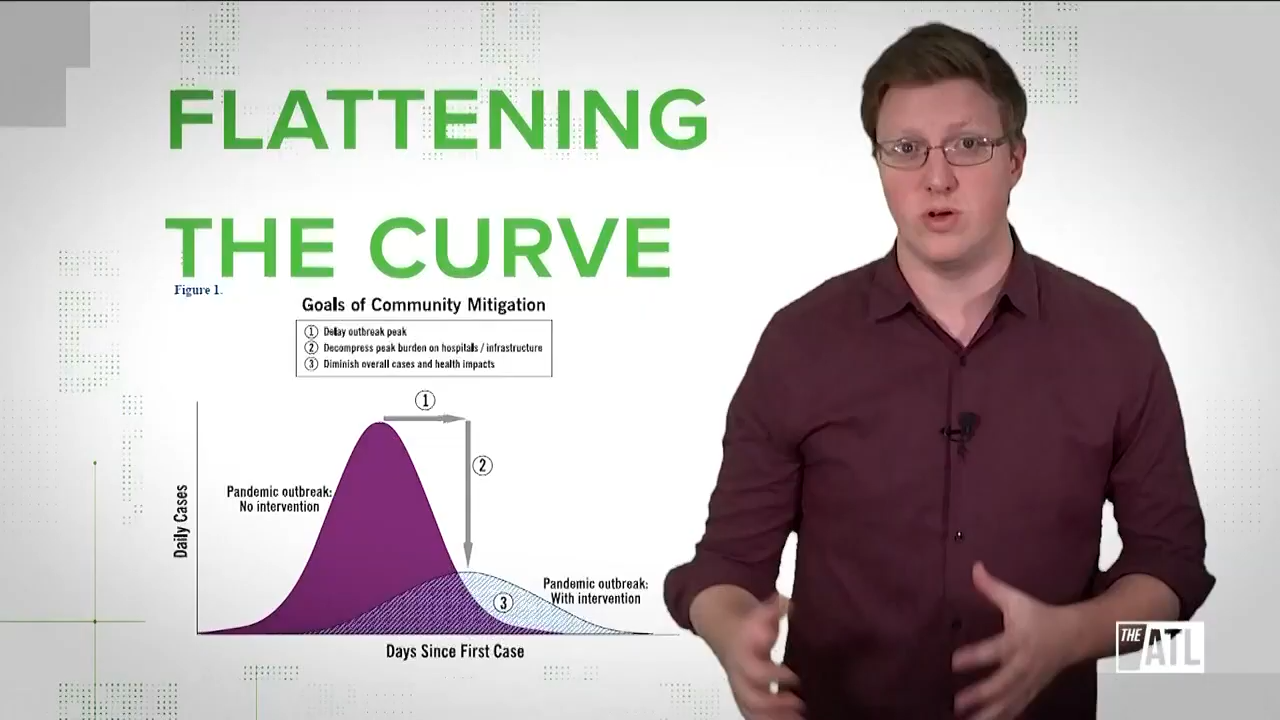 FLATTENING
THE CURVE
Figure 1.
Goals of Community Mitigation
① Delay outbreak peak
② Decompress peak burden on hospitals / infrastructure
③ Diminish overall cases and health impacts
①
②
Pandemic outbreak:
No intervention
Daily Cases
Pandemic outbreak:
With intervention
③
Days Since First Case
THE ATL